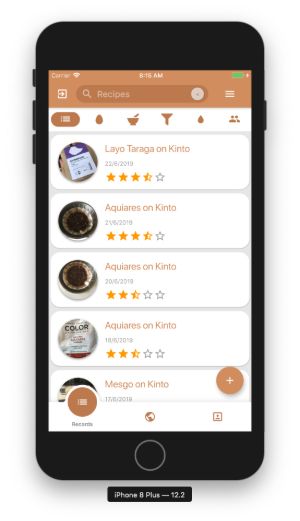 Carrier 8:15 AM
Recipes
Layo Taraga on Kinto
22/6/2019
Aquiares on Kinto
21/6/2019
Aquiares on Kinto
20/6/2019
Aquiares on Kinto
18/6/2019
COLOR
Mesgo on Kinto
17/6/2019
Records
iPhone 8 Plus — 12.2